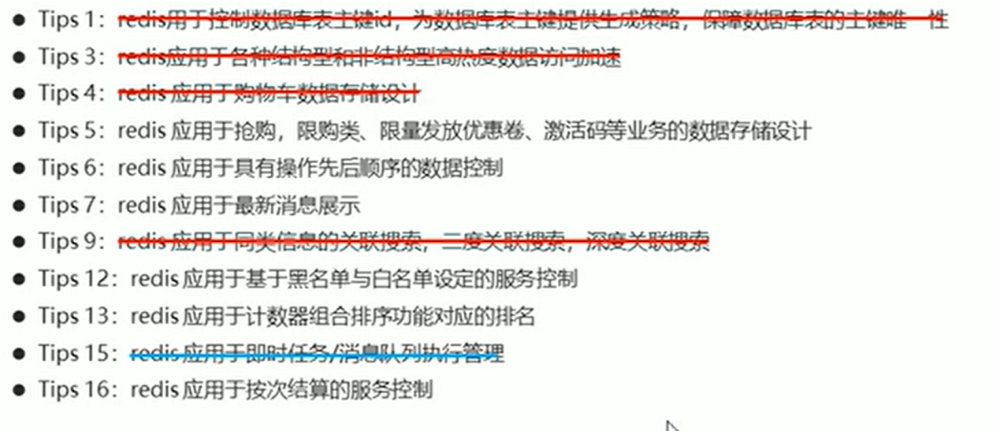 ● Tips 1：redis用于控制数据库表主键id，为数据库表主键提供生成策略，保障数据库表的主键唯一性
● Tips 3：redis应用于各种结构型和非结构型高热度数据访问加速
● Tips 4：redis 应用于购物车数据存储设计
● Tips 5：redis 应用于抢购，限购类、限量发放优惠卷、激活码等业务的数据存储设计
● Tips 6：redis 应用于具有操作先后顺序的数据控制
● Tips 7：redis 应用于最新消息展示
● Tips 9：redis 应用于同类信息的关联搜索，二度关联搜索，深度关联搜索
● Tips 12：redis 应用于基于黑名单与白名单设定的服务控制
● Tips 13：redis 应用于计数器组合排序功能对应的排名
● Tips 15：redis 应用于即时任务/消息队列执行管理
● Tips 16：redis 应用于按次结算的服务控制